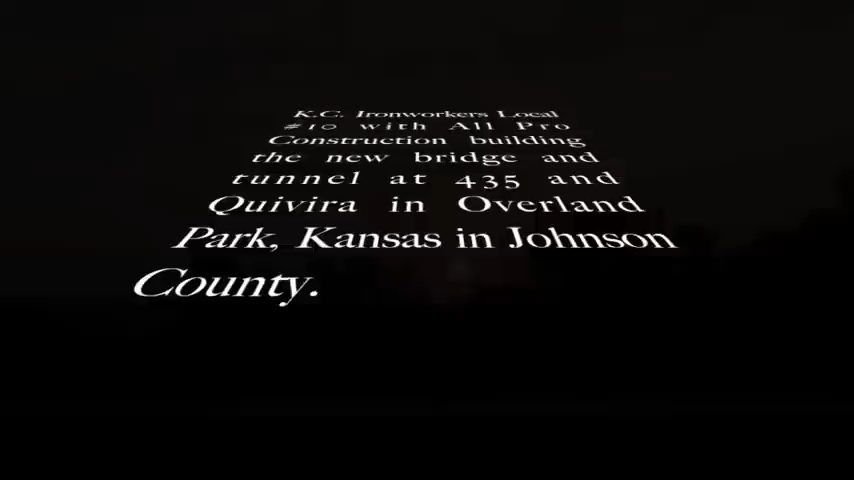 K.C. Ironworkers Local
#10 with All Pro
Construction building
the new bridge and
tunnel at 435 and
Quivira in Overland
Park, Kansas in Johnson
County.